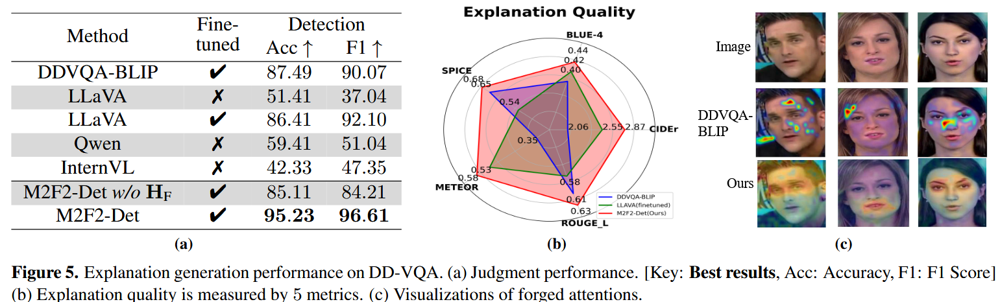 Method Fine-tuned Detection
Acc ↑ F1 ↑
DDVQA-BLIP ✔ 87.49 90.07
LLaVA ✗ 51.41 37.04
LLaVA ✔ 86.41 92.10
Qwen ✗ 59.41 51.04
InternVL ✗ 42.33 47.35
M2F2-Det w/o H_F ✔ 85.11 84.21
M2F2-Det ✔ 95.23 96.61
(a)
Explanation Quality
BLUE-4
0.44
0.42
0.40
SPICE
0.68
0.65
0.54
2.06 2.55 2.87 CIDEr
0.35
0.53
0.58
METEOR
0.58
0.61
0.63
ROUGE_L
DDVQA-BLIP
LLAVA(finetuned)
M2F2-Det(Ours)
(b)
Image
DDVQA-
BLIP
Ours
(c)
Figure 5. Explanation generation performance on DD-VQA. (a) Judgment performance. [Key: Best results, Acc: Accuracy, F1: F1 Score]
(b) Explanation quality is measured by 5 metrics. (c) Visualizations of forged attentions.